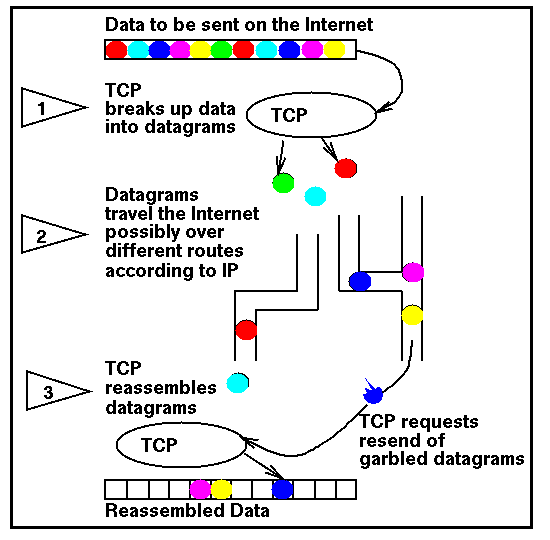 Data to be sent on the Internet
1
TCP
breaks up data
into datagrams
TCP
2
Datagrams
travel the Internet
possibly over
different routes
according to IP
3
TCP
reassembles
datagrams
TCP requests
resend of
garbled datagrams
TCP
Reassembled Data